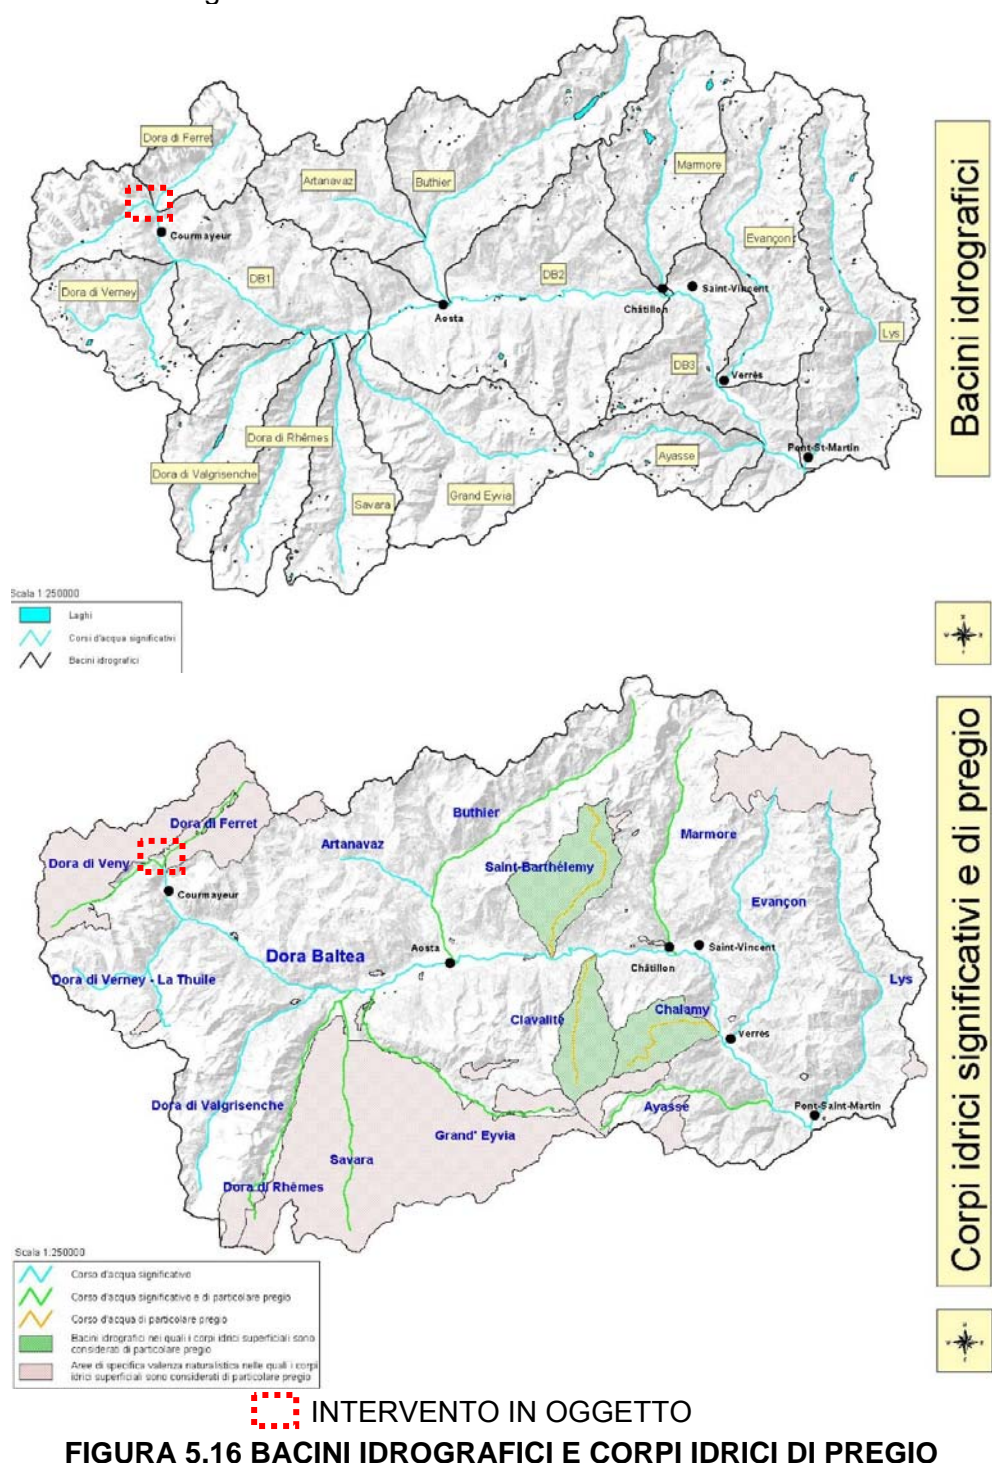 Bacini idrografici
Dora di Ferret
Artanavaz
Buthier
Marmore
Evançon
Courmayeur
DB1
DB2
Dora di Verney
Aosta
Saint-Vincent
Châtillon
Lys
DB3
Verrès
Dora di Rhêmes
Dora di Valgrisenche
Savara
Grand Eyvia
Ayasse
Pont-St-Martin
Scala 1:250000
Laghi
Corsi d'acqua significativi
Bacini idrografici
Corpi idrici significativi e di pregio
Dora di Ferret
Dora di Veny
Courmayeur
Artanavaz
Buthier
Saint-Barthélemy
Marmore
Evançon
Aosta
Dora Baltea
Châtillon
Saint-Vincent
Dora di Verney - La Thuile
Lys
Clavalité
Chalamy
Verrès
Dora di Valgrisenche
Ayasse
Pont-Saint-Martin
Grand' Eyvia
Savara
Dora di Rhêmes
Scala 1:250000
Corso d'acqua significativo
Corso d'acqua significativo e di particolare pregio
Corso d'acqua di particolare pregio
Bacini idrografici nei quali i corpi idrici superficiali sono
considerati di particolare pregio
Aree di specifica valenza naturalistica nelle quali i corpi
idrici superficiali sono considerati di particolare pregio
INTERVENTO IN OGGETTO
FIGURA 5.16 BACINI IDROGRAFICI E CORPI IDRICI DI PREGIO